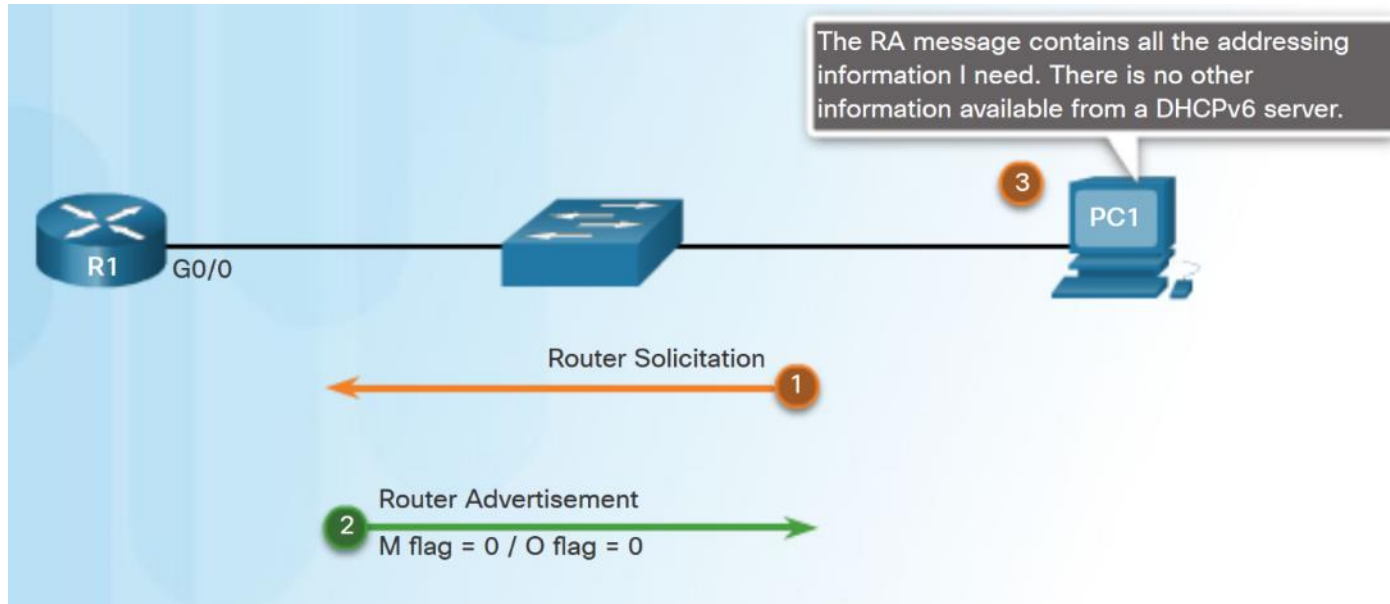 The RA message contains all the addressing
information I need. There is no other
information available from a DHCPv6 server.
3
PC1
R1
G0/0
Router Solicitation
1
Router Advertisement
2
M flag = 0 / O flag = 0